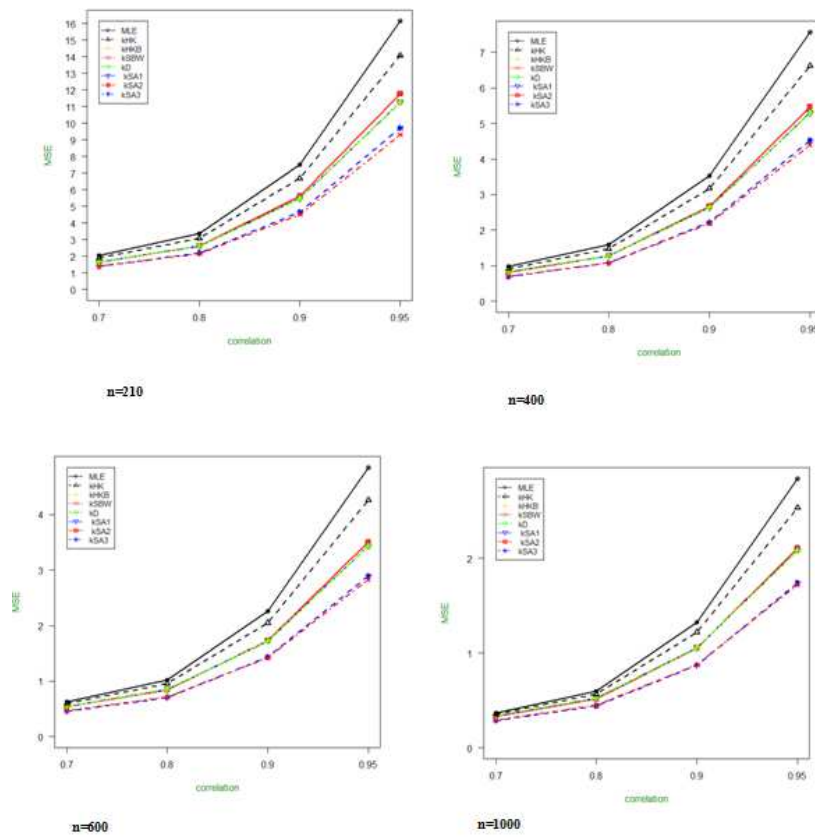 MLE
kHK
kHKB
kSBW
kD
kSA1
kSA2
kSA3
16
15
14
13
12
11
10
9
8
7
6
5
4
3
2
1
0
MSE
0.7
0.8
0.9
0.95
correlation
n=210
MLE
kHK
kHKB
kSBW
kD
kSA1
kSA2
kSA3
7
6
5
4
3
2
1
0
MSE
0.7
0.8
0.9
0.95
correlation
n=400
MLE
kHK
kHKB
kSBW
kD
kSA1
kSA2
kSA3
4
3
2
1
0
MSE
0.7
0.8
0.9
0.95
correlation
n=600
MLE
kHK
kHKB
kSBW
kD
kSA1
kSA2
kSA3
2
1
0
MSE
0.7
0.8
0.9
0.95
correlation
n=1000